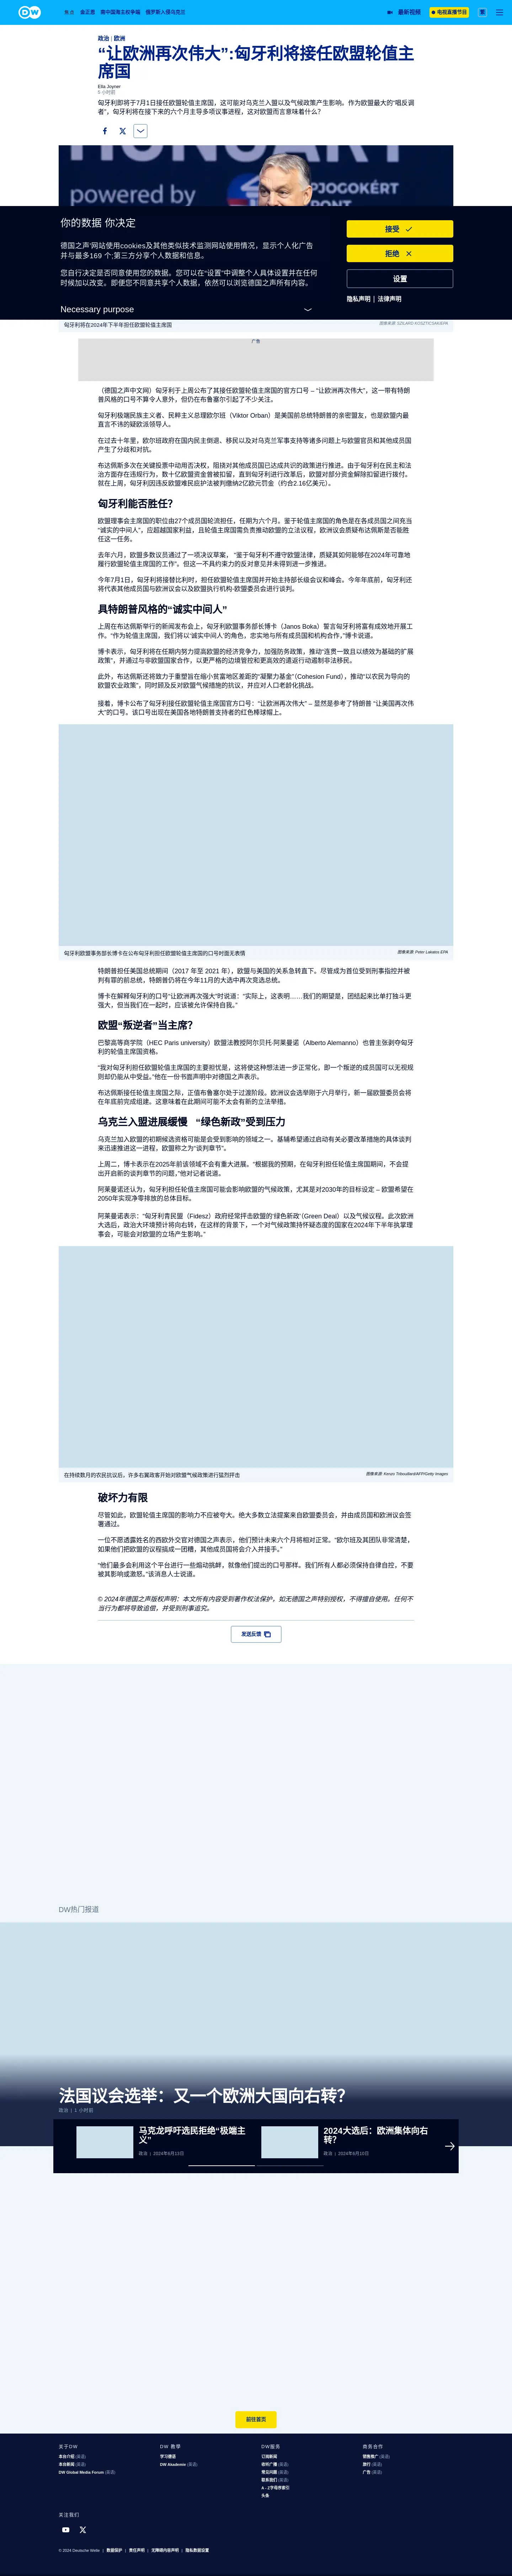 DW
焦点
金正恩
南中国海主权争端
俄罗斯入侵乌克兰
最新视频
电视直播节目
政治 | 欧洲
“让欧洲再次伟大”:匈牙利将接任欧盟轮值主
席国
Ella Joyner
5 小时前
匈牙利即将于7月1日接任欧盟轮值主席国，这可能对乌克兰入盟以及气候政策产生影响。作为欧盟最大的“唱反调
者”，匈牙利将在接下来的六个月主导多项议事进程，这对欧盟而言意味着什么？
powered by
JOGOKÉRT
你的数据 你决定
德国之声'网站使用cookies及其他类似技术监测网站使用情况，显示个人化广告
并与最多169 个;第三方分享个人数据和信息。
您自行决定是否同意使用您的数据。您可以在“设置”中调整个人具体设置并在任何
时候加以改变。即便您不同意共享个人数据，依然可以浏览德国之声所有内容。
Necessary purpose
接受
拒绝
设置
隐私声明 | 法律声明
匈牙利将在2024年下半年担任欧盟轮值主席国
图像来源: SZILARD KOSZTICSAK/EPA
广告
（德国之声中文网）匈牙利于上周公布了其接任欧盟轮值主席国的官方口号 – “让欧洲再次伟大”，这一带有特朗
普风格的口号不算令人意外，但仍在布鲁塞尔引起了不少关注。
匈牙利极端民族主义者、民粹主义总理欧尔班（Viktor Orban）是美国前总统特朗普的亲密盟友，也是欧盟内最
直言不讳的疑欧派领导人。
在过去十年里，欧尔班政府在国内民主倒退、移民以及对乌克兰军事支持等诸多问题上与欧盟官员和其他成员国
产生了分歧和对抗。
布达佩斯多次在关键投票中动用否决权，阻挠对其他成员国已达成共识的政策进行推进。由于匈牙利在民主和法
治方面存在违规行为，数十亿欧盟资金曾被扣留，直到匈牙利进行改革后，欧盟对部分资金解除扣留进行拨付。
就在上周，匈牙利因违反欧盟难民庇护法被判缴纳2亿欧元罚金（约合2.16亿美元）。
匈牙利能否胜任？
欧盟理事会主席国的职位由27个成员国轮流担任，任期为六个月。鉴于轮值主席国的角色是在各成员国之间充当
“诚实的中间人”，应超越国家利益，且轮值主席国需负责推动欧盟的立法议程，欧洲议会质疑布达佩斯是否能胜
任这一任务。
去年六月，欧盟多数议员通过了一项决议草案， “鉴于匈牙利不遵守欧盟法律，质疑其如何能够在2024年可靠地
履行欧盟轮值主席国的工作”。但这一不具约束力的反对意见并未得到进一步推进。
今年7月1日，匈牙利将接替比利时，担任欧盟轮值主席国并开始主持部长级会议和峰会。今年年底前，匈牙利还
将代表其他成员国与欧洲议会以及欧盟执行机构-欧盟委员会进行谈判。
具特朗普风格的“诚实中间人”
上周在布达佩斯举行的新闻发布会上，匈牙利欧盟事务部长博卡（Janos Boka）誓言匈牙利将富有成效地开展工
作。“作为轮值主席国，我们将以‘诚实中间人’的角色，忠实地与所有成员国和机构合作，”博卡说道。
博卡表示，匈牙利将在任期内努力提高欧盟的经济竞争力，加强防务政策，推动“连贯一致且以绩效为基础的扩展
政策”，并通过与非欧盟国家合作，以更严格的边境管控和更高效的遣返行动遏制非法移民。
此外，布达佩斯还将致力于重塑旨在缩小贫富地区差距的“凝聚力基金”（Cohesion Fund），推动“以农民为导向的
欧盟农业政策”，同时顾及反对欧盟气候措施的抗议，并应对人口老龄化挑战。
接着，博卡公布了匈牙利接任欧盟轮值主席国官方口号：“让欧洲再次伟大” – 显然是参考了特朗普 “让美国再次伟
大”的口号。该口号出现在美国各地特朗普支持者的红色棒球帽上。
匈牙利欧盟事务部长博卡在公布匈牙利担任欧盟轮值主席国的口号时面无表情
图像来源: Peter Lakatos EPA
特朗普担任美国总统期间（2017 年至 2021 年），欧盟与美国的关系急转直下。尽管成为首位受到刑事指控并被
判有罪的前总统，特朗普仍将在今年11月的大选中再次竞选总统。
博卡在解释匈牙利的口号“让欧洲再次强大”时说道：“实际上，这表明……我们的期望是，团结起来比单打独斗更
强大，但当我们在一起时，应该被允许保持自我。”
欧盟“叛逆者”当主席？
巴黎高等商学院（HEC Paris university）欧盟法教授阿尔贝托·阿莱曼诺（Alberto Alemanno）也曾主张剥夺匈牙
利的轮值主席国资格。
“我对匈牙利担任欧盟轮值主席国的主要担忧是，这将使这种想法进一步正常化，即一个叛逆的成员国可以无视规
则却仍能从中受益。”他在一份书面声明中对德国之声表示。
布达佩斯接任轮值主席国之际，正值布鲁塞尔处于过渡阶段。欧洲议会选举刚于六月举行，新一届欧盟委员会将
在年底前完成组建。这意味着在此期间可能不太会有新的立法举措。
乌克兰入盟进展缓慢 “绿色新政”受到压力
乌克兰加入欧盟的初期候选资格可能是会受到影响的领域之一。基辅希望通过启动有关必要改革措施的具体谈判
来迅速推进这一进程，欧盟称之为“谈判章节”。
上周二，博卡表示在2025年前该领域不会有重大进展。”根据我的预期，在匈牙利担任轮值主席国期间，不会提
出开启新的谈判章节的问题，”他对记者说道。
阿莱曼诺还认为，匈牙利担任轮值主席国可能会影响欧盟的气候政策，尤其是对2030年的目标设定 – 欧盟希望在
2050年实现净零排放的总体目标。
阿莱曼诺表示：“匈牙利青民盟（Fidesz）政府经常抨击欧盟的‘绿色新政’（Green Deal）以及气候议程。此次欧洲
大选后，政治大环境预计将向右转，在这样的背景下，一个对气候政策持怀疑态度的国家在2024年下半年执掌理
事会，可能会对欧盟的立场产生影响。”
在持续数月的农民抗议后，许多右翼政客开始对欧盟气候政策进行猛烈抨击
图像来源: Kenzo Tribouillard/AFP/Getty Images
破坏力有限
尽管如此，欧盟轮值主席国的影响力不应被夸大。绝大多数立法提案来自欧盟委员会，并由成员国和欧洲议会签
署通过。
一位不愿透露姓名的西欧外交官对德国之声表示，他们预计未来六个月将相对正常。“欧尔班及其团队非常清楚，
如果他们把欧盟的议程搞成一团糟，其他成员国将会介入并接手。”
“他们最多会利用这个平台进行一些煽动挑衅，就像他们提出的口号那样。我们所有人都必须保持自律自控，不要
被其影响或激怒。”该消息人士说道。
© 2024年德国之声版权声明：本文所有内容受到著作权法保护，如无德国之声特别授权，不得擅自使用。任何不
当行为都将导致追偿，并受到刑事追究。
发送反馈
DW热门报道
法国议会选举：又一个欧洲大国向右转？
政治 | 1 小时前
马克龙呼吁选民拒绝“极端主
义”
政治 | 2024年6月13日
2024大选后：欧洲集体向右
转？
政治 | 2024年6月10日
前往首页
关于DW
本台介绍 (英语)
本台新闻 (英语)
DW Global Media Forum (英语)
DW 教學
学习德语
DW Akademie (英语)
DW服务
订阅新闻
收听广播 (英语)
常见问题 (英语)
联系我们 (英语)
A - Z字母序索引
头条
商务合作
销售推广 (英语)
旅行 (英语)
广告 (英语)
关注我们
© 2024 Deutsche Welle | 数据保护 | 责任声明 | 无障碍内容声明 | 隐私数据设置